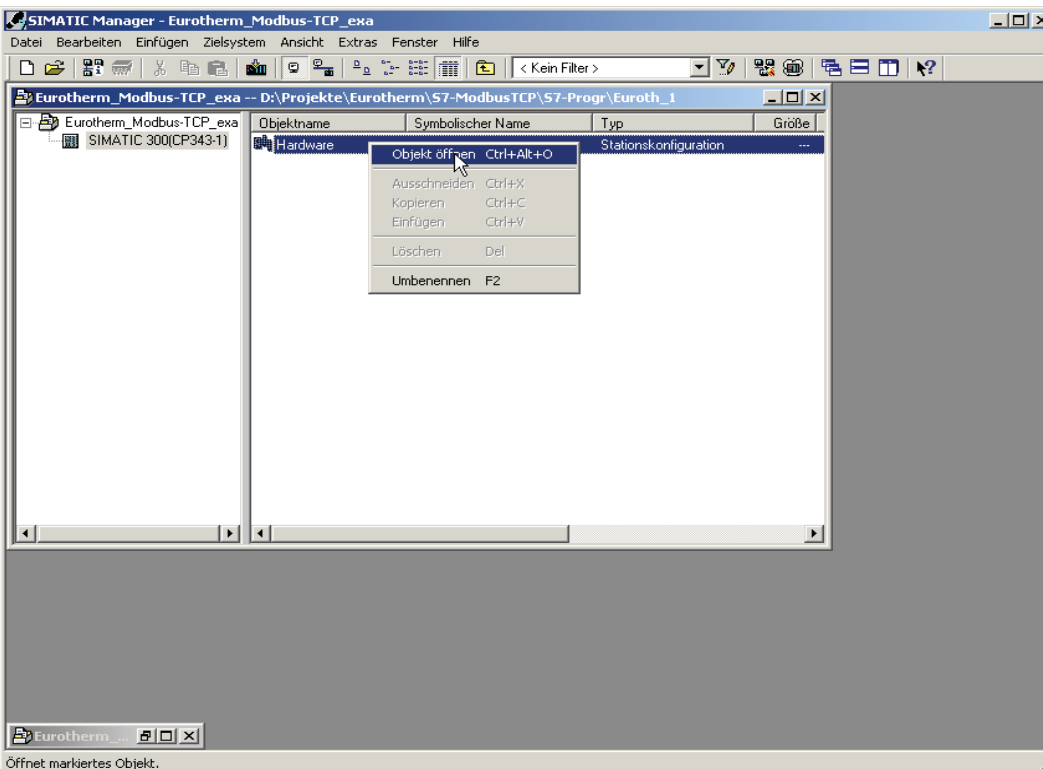 SIMATIC Manager - Eurotherm_Modbus-TCP_exa
Datei Bearbeiten Einfügen Zielsystem Ansicht Extras Fenster Hilfe
< Kein Filter >
Eurotherm_Modbus-TCP_exa -- D:\Projekte\Eurotherm\S7-ModbusTCP\S7-Progr\Euroth_1
Eurotherm_Modbus-TCP_exa
SIMATIC 300(CP343-1)
Objektname Symbolischer Name Typ Größe
Hardware Stationskonfiguration ---
Objekt öffnen Ctrl+Alt+O
Ausschneiden Ctrl+X
Kopieren Ctrl+C
Einfügen Ctrl+V
Löschen Del
Umbenennen F2
Eurotherm_...
Öffnet markiertes Objekt.